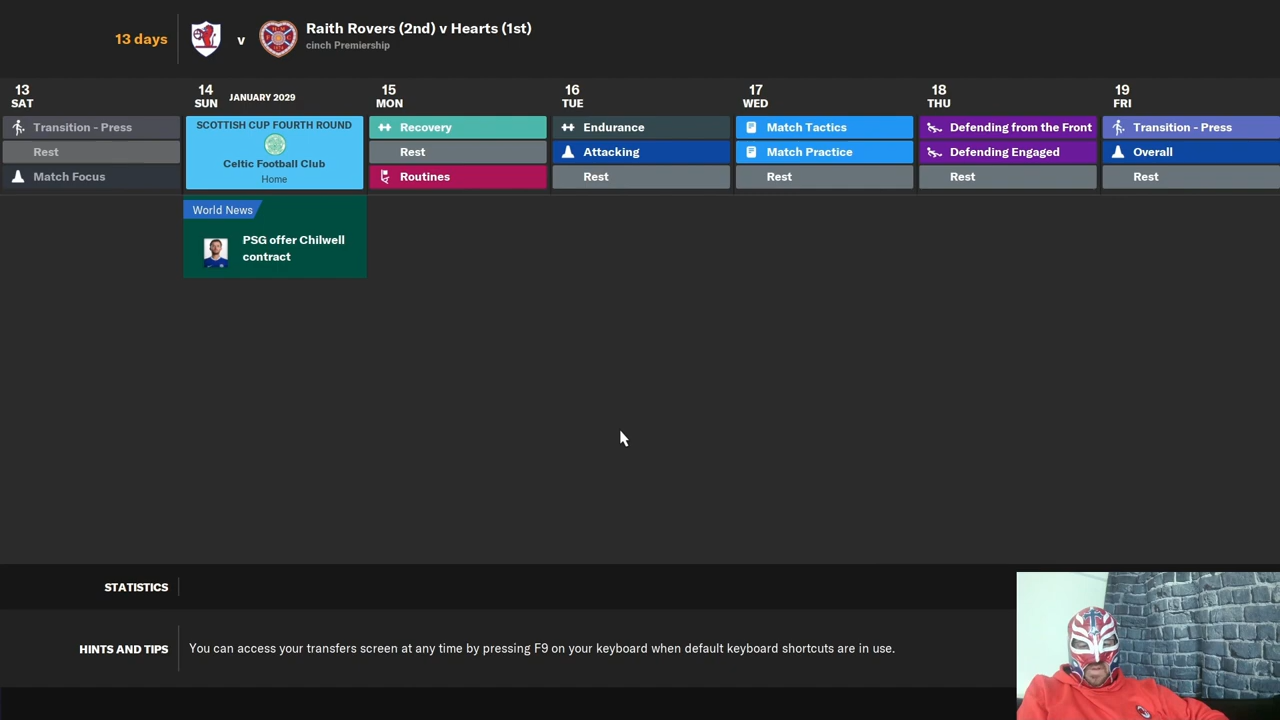 13 days
v
Raith Rovers (2nd) v Hearts (1st)
cinch Premiership
13
SAT
14
SUN
JANUARY 2029
15
MON
16
TUE
17
WED
18
THU
19
FRI
Transition - Press
Rest
Match Focus
SCOTTISH CUP FOURTH ROUND
Celtic Football Club
Home
Recovery
Rest
Routines
Endurance
Attacking
Rest
Match Tactics
Match Practice
Rest
Defending from the Front
Defending Engaged
Rest
Transition - Press
Overall
Rest
World News
PSG offer Chilwell
contract
STATISTICS
HINTS AND TIPS
You can access your transfers screen at any time by pressing F9 on your keyboard when default keyboard shortcuts are in use.